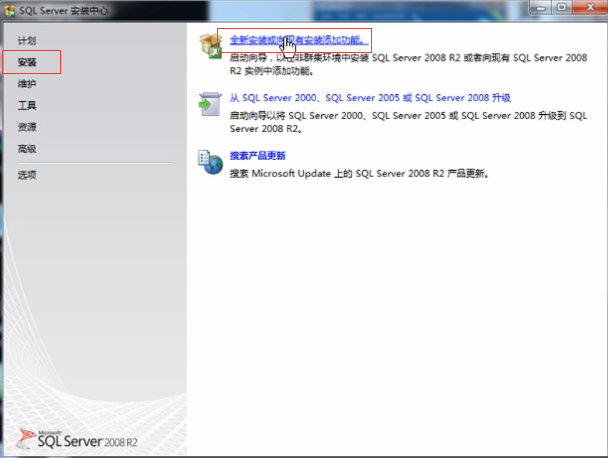 SQL Server 安装中心
计划
安装
维护
工具
资源
高级
选项
全新安装或向现有安装添加功能。
启动向导，以在非群集环境中安装 SQL Server 2008 R2 或者向现有 SQL Server 2008
R2 实例中添加功能。
从 SQL Server 2000、SQL Server 2005 或 SQL Server 2008 升级
启动向导以将 SQL Server 2000、SQL Server 2005 或 SQL Server 2008 升级到 SQL
Server 2008 R2。
搜索产品更新
搜索 Microsoft Update 上的 SQL Server 2008 R2 产品更新。
Microsoft
SQL Server 2008 R2